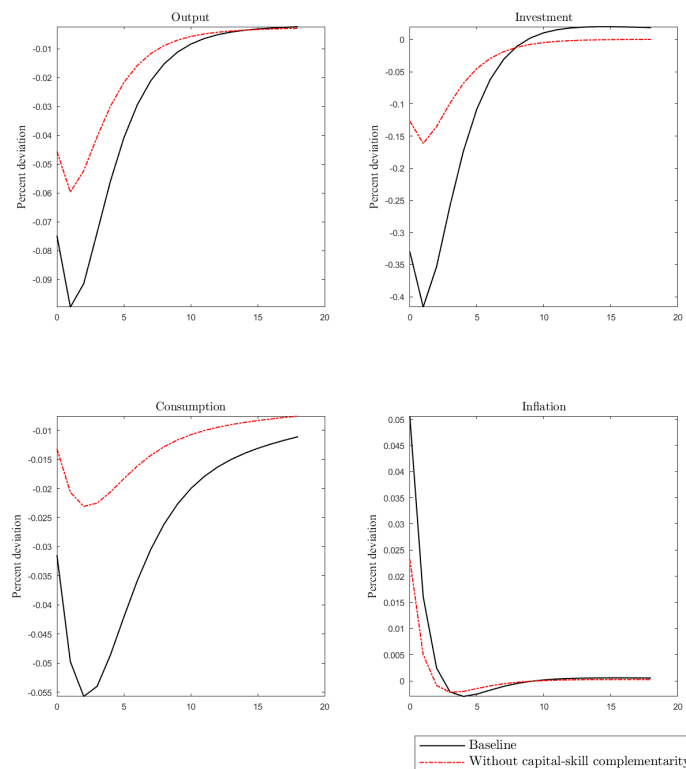 Output
Percent deviation
-0.01
-0.02
-0.03
-0.04
-0.05
-0.06
-0.07
-0.08
-0.09
0 5 10 15 20
Investment
Percent deviation
0
-0.05
-0.1
-0.15
-0.2
-0.25
-0.3
-0.35
-0.4
0 5 10 15 20
Consumption
Percent deviation
-0.01
-0.015
-0.02
-0.025
-0.03
-0.035
-0.04
-0.045
-0.05
-0.055
0 5 10 15 20
Inflation
Percent deviation
0.05
0.045
0.04
0.035
0.03
0.025
0.02
0.015
0.01
0.005
0
0 5 10 15 20
Baseline
Without capital-skill complementarity